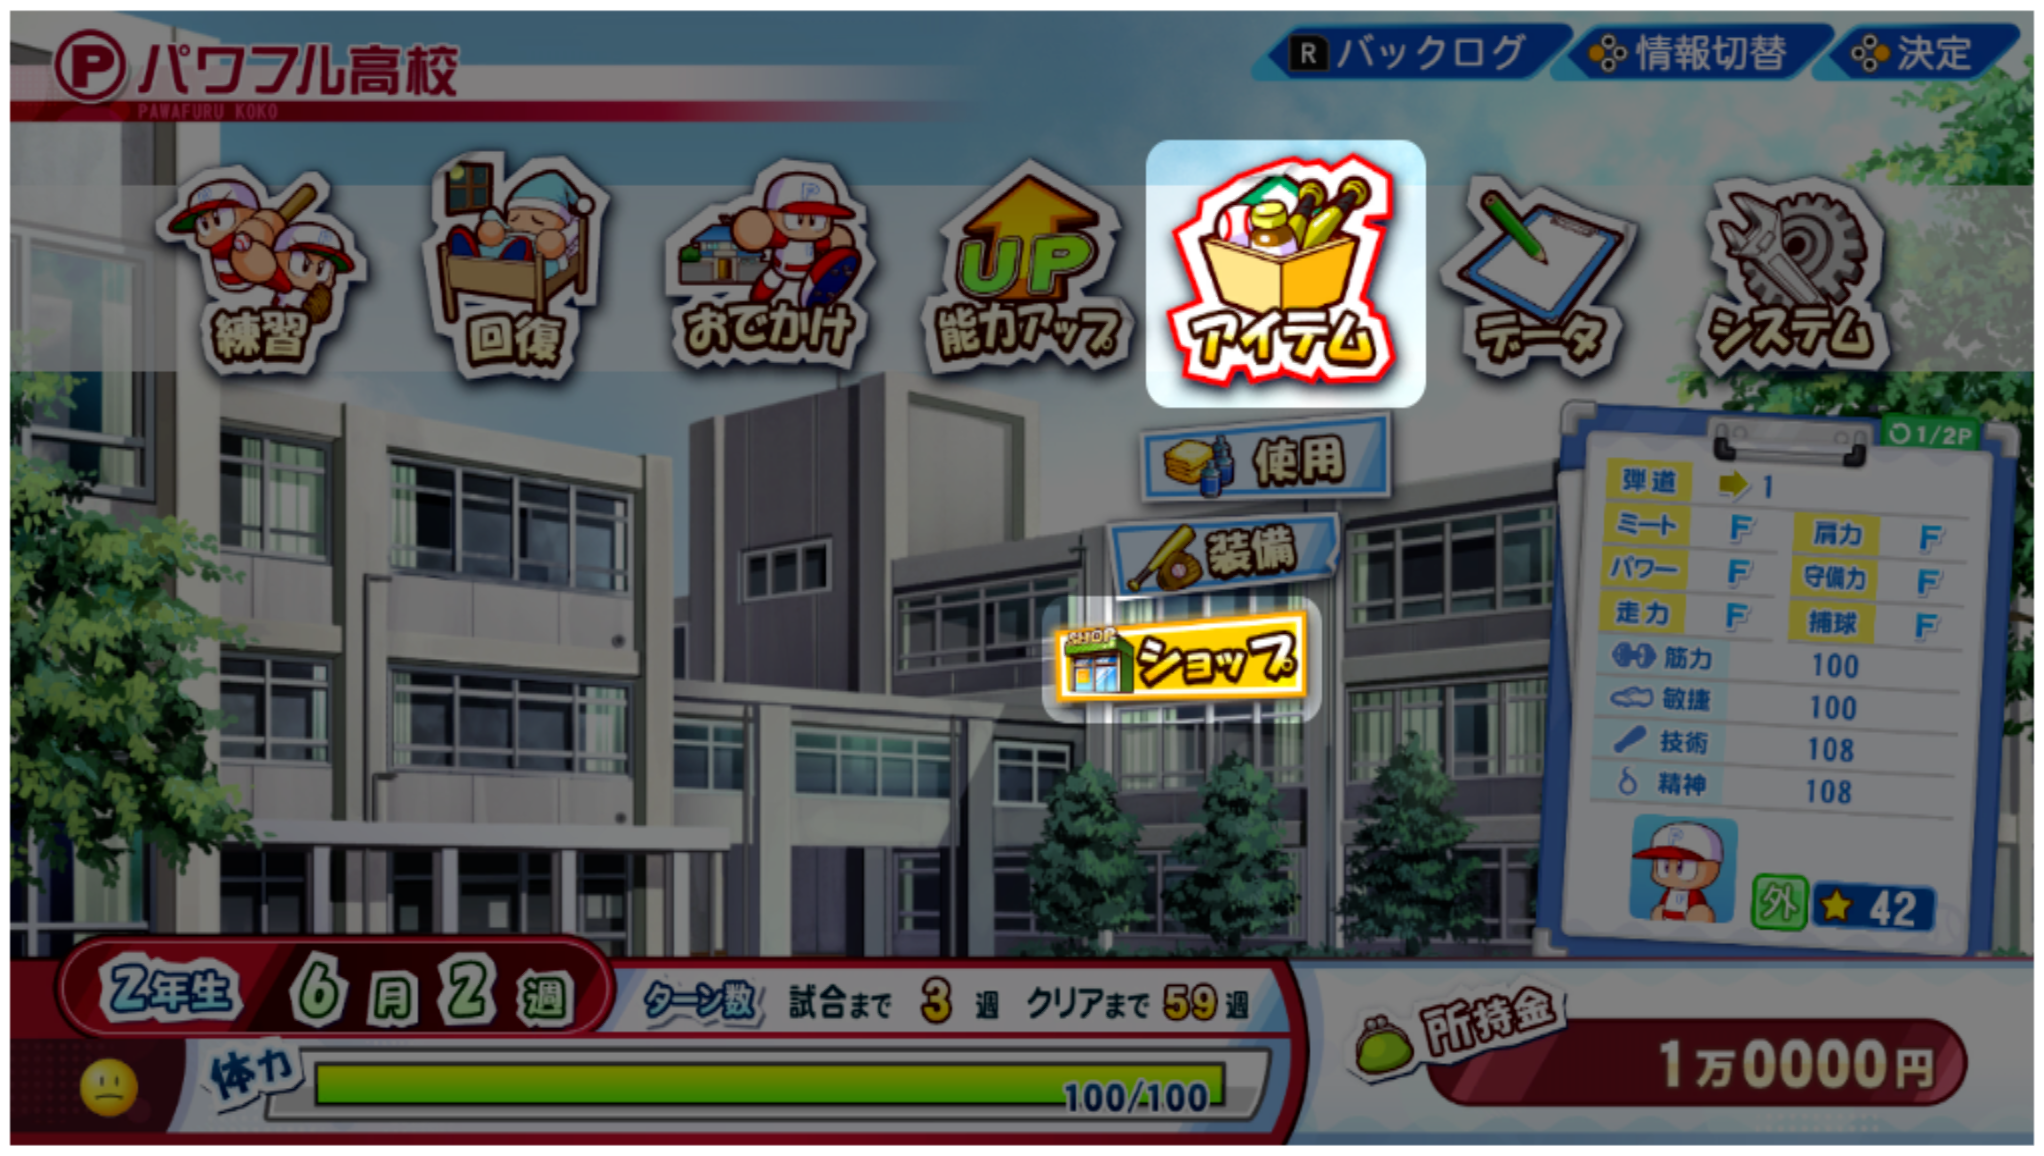 P パワフル高校
PAWAFURU KOKO
R バックログ
情報切替
決定
練習
回復
おでかけ
UP
能力アップ
アイテム
データ
システム
使用
装備
SHOP
ショップ
1/2P
弾道 1
ミート F 肩力 F
パワー F 守備力 F
走力 F 捕球 F
筋力 100
敏捷 100
技術 108
精神 108
外 42
2年生 6月2週
ターン数 試合まで 3週 クリアまで 59週
体力 100/100
所持金
1万0000円